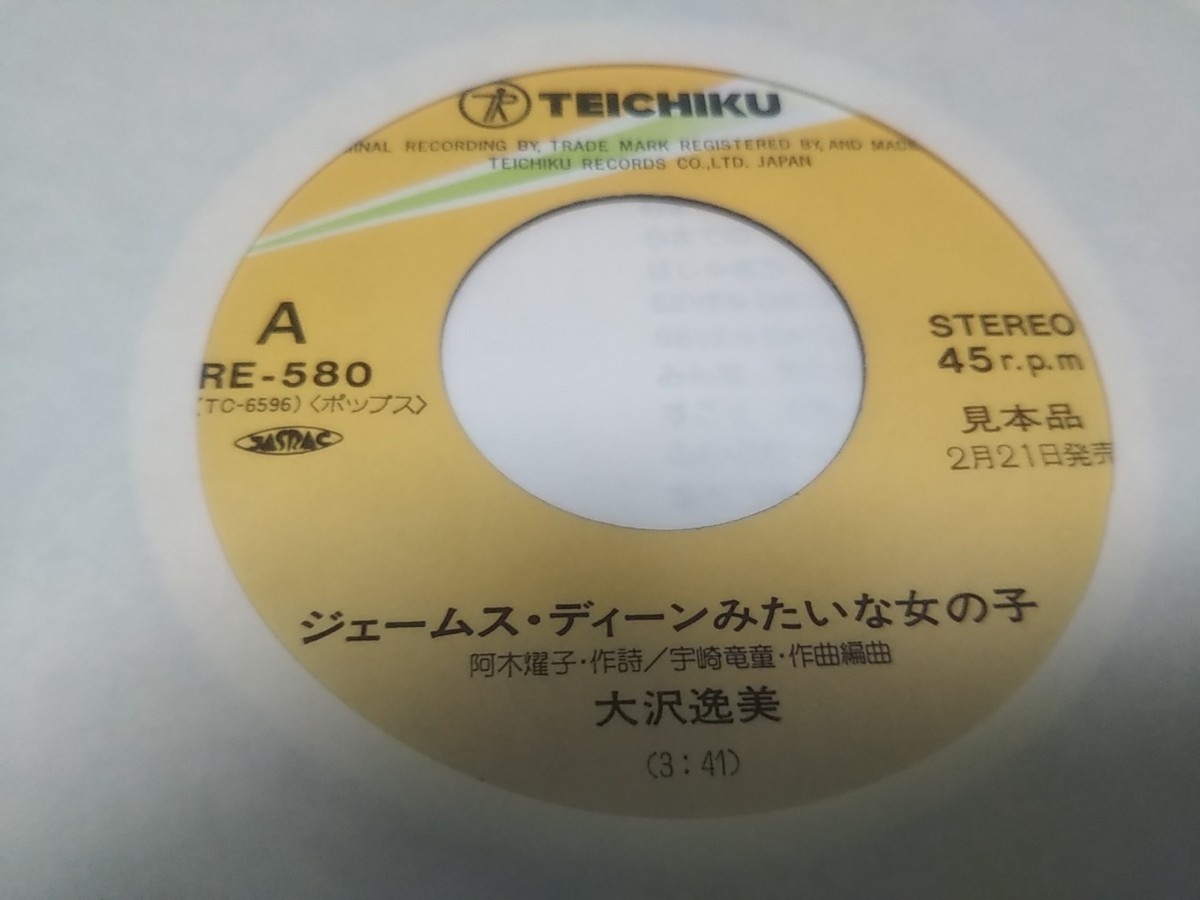 TEICHIKU
INAL RECORDING BY, TRADE MARK REGISTERED BY, AND MADE
TEICHIKU RECORDS CO.,LTD. JAPAN
A
RE-580
(TC-6596)〈ポップス〉
JASRAC
STEREO
45 r.p.m
見本品
2月21日発売
ジェームス・ディーンみたいな女の子
阿木燿子・作詩/宇崎竜童・作曲編曲
大沢逸美
(3:41)